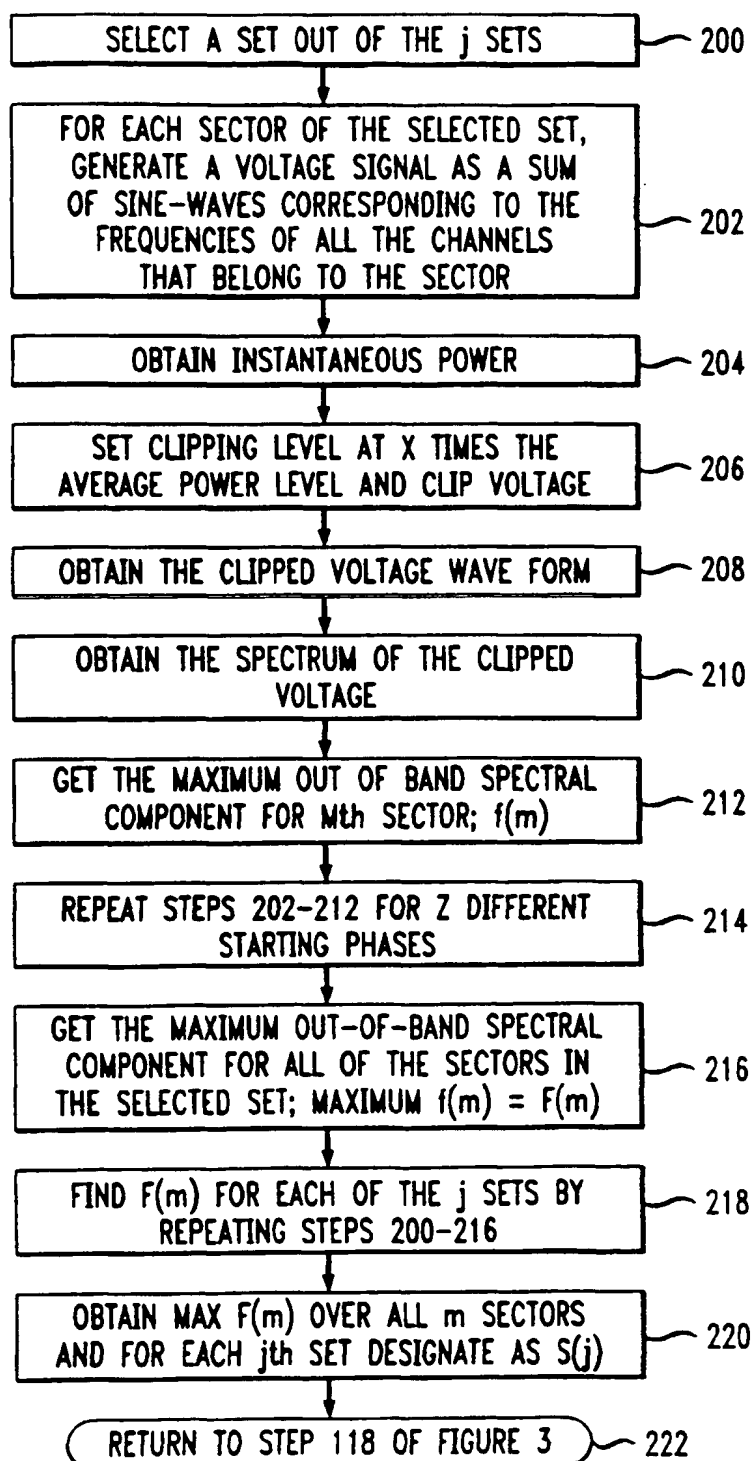 SELECT A SET OUT OF THE j SETS
200
FOR EACH SECTOR OF THE SELECTED SET,
GENERATE A VOLTAGE SIGNAL AS A SUM
OF SINE-WAVES CORRESPONDING TO THE
FREQUENCIES OF ALL THE CHANNELS
THAT BELONG TO THE SECTOR
202
OBTAIN INSTANTANEOUS POWER
204
SET CLIPPING LEVEL AT X TIMES THE
AVERAGE POWER LEVEL AND CLIP VOLTAGE
206
OBTAIN THE CLIPPED VOLTAGE WAVE FORM
208
OBTAIN THE SPECTRUM OF THE CLIPPED
VOLTAGE
210
GET THE MAXIMUM OUT OF BAND SPECTRAL
COMPONENT FOR Mth SECTOR; f(m)
212
REPEAT STEPS 202-212 FOR Z DIFFERENT
STARTING PHASES
214
GET THE MAXIMUM OUT-OF-BAND SPECTRAL
COMPONENT FOR ALL OF THE SECTORS IN
THE SELECTED SET; MAXIMUM f(m) = F(m)
216
FIND F(m) FOR EACH OF THE j SETS BY
REPEATING STEPS 200-216
218
OBTAIN MAX F(m) OVER ALL m SECTORS
AND FOR EACH jth SET DESIGNATE AS S(j)
220
RETURN TO STEP 118 OF FIGURE 3
222